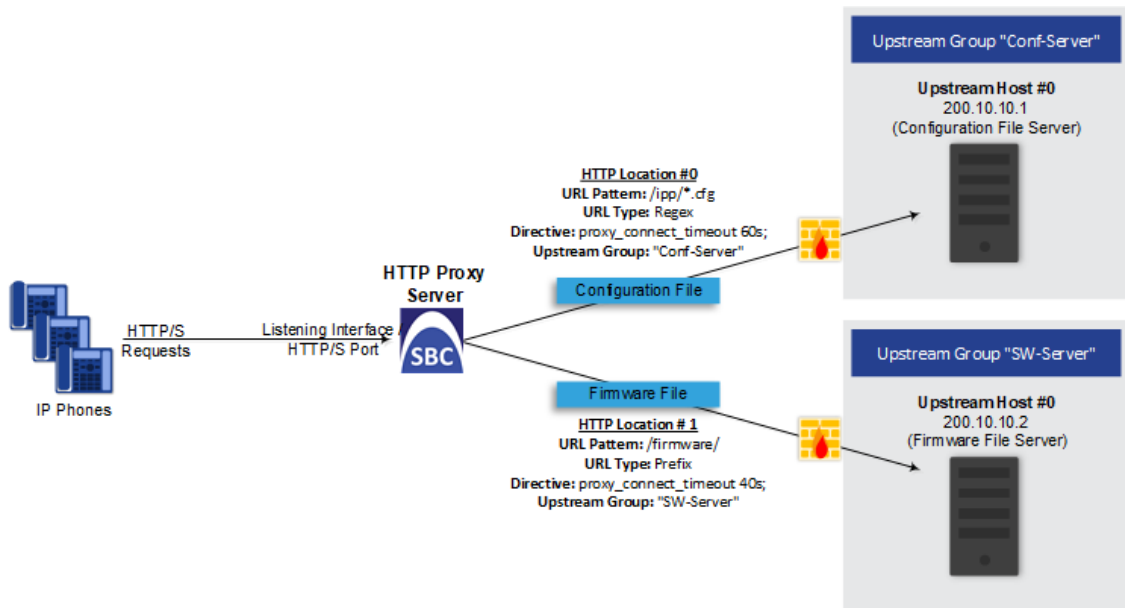 Upstream Group "Conf-Server"
Upstream Host #0
200.10.10.1
(Configuration File Server)
HTTP Location #0
URL Pattern: /ipp/*.cfg
URL Type: Regex
Directive: proxy_connect_timeout 60s;
Upstream Group: "Conf-Server"
HTTP Proxy
Server
Configuration File
HTTP/S
Requests
Listening Interface /
HTTP/S Port
SBC
IP Phones
Firmware File
HTTP Location # 1
URL Pattern: /firmware/
URL Type: Prefix
Directive: proxy_connect_timeout 40s;
Upstream Group: "SW-Server"
Upstream Group "SW-Server"
Upstream Host #0
200.10.10.2
(Firmware File Server)